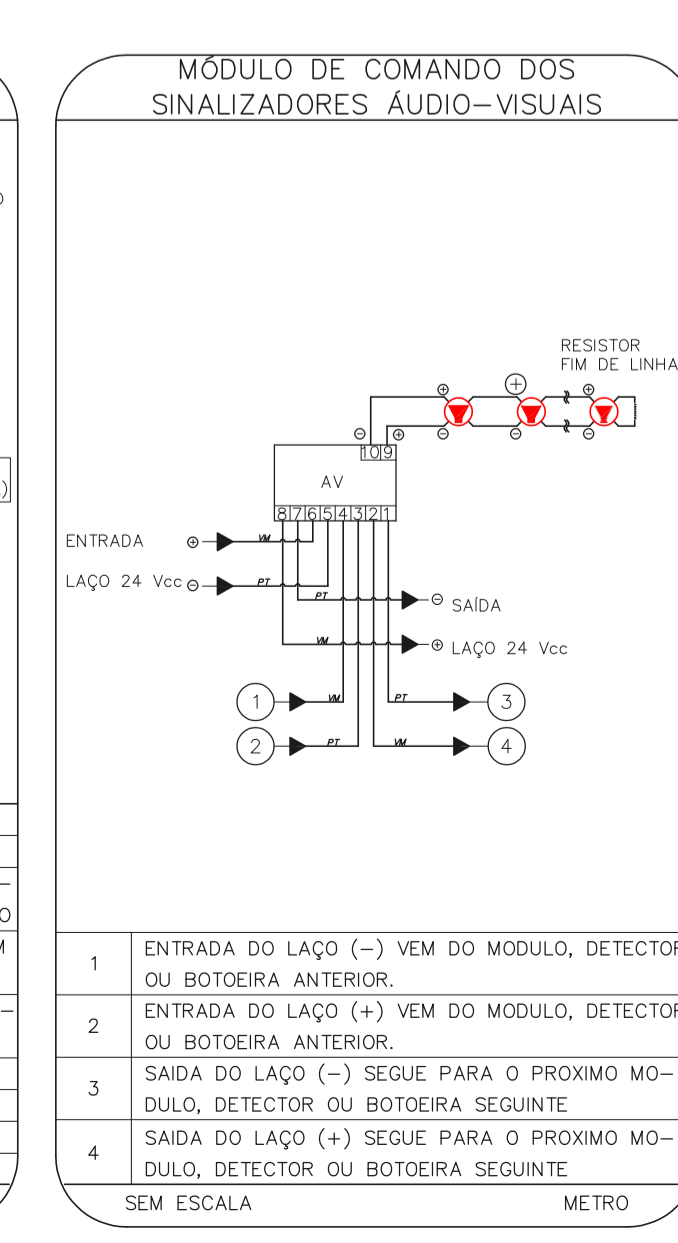 MÓDULO DE COMANDO DOS
SINALIZADORES ÁUDIO-VISUAIS
RESISTOR
FIM DE LINHA
+
+
+
-
-
-
-
+
10 9
AV
8 7 6 5 4 3 2 1
ENTRADA + VM
LAÇO 24 Vcc - PT
PT - SAÍDA
VM + LAÇO 24 Vcc
1 VM PT 3
2 PT VM 4
1 ENTRADA DO LAÇO (-) VEM DO MODULO, DETECTOR
OU BOTOEIRA ANTERIOR.
2 ENTRADA DO LAÇO (+) VEM DO MODULO, DETECTOR
OU BOTOEIRA ANTERIOR.
3 SAIDA DO LAÇO (-) SEGUE PARA O PROXIMO MO-
DULO, DETECTOR OU BOTOEIRA SEGUINTE
4 SAIDA DO LAÇO (+) SEGUE PARA O PROXIMO MO-
DULO, DETECTOR OU BOTOEIRA SEGUINTE
SEM ESCALA METRO